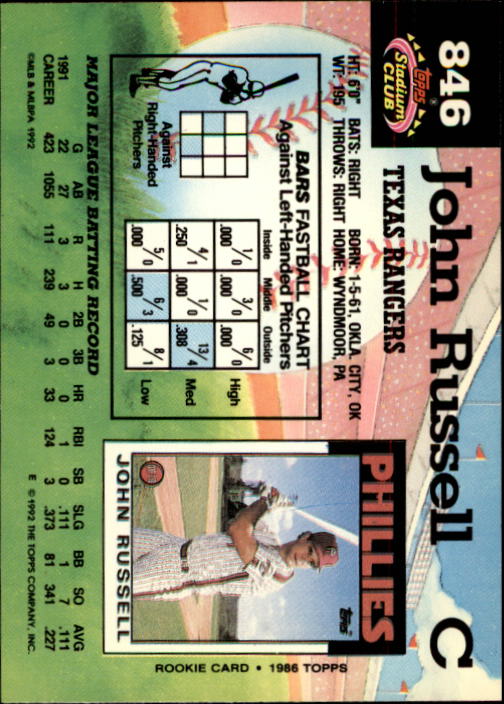 846
TOPPS
Stadium
CLUB
John Russell C
TEXAS RANGERS
HT: 6'0" BATS: RIGHT BORN: 1-5-61, OKLA. CITY, OK
WT: 195 THROWS: RIGHT HOME: WYNDMOOR, PA
BARS FASTBALL CHART
Against Left-Handed Pitchers
Inside Middle Outside
1/0 3/0 6/0
.000 .000 .000
High
4/1 1/0 13/4
.250 .000 .308
Med
5/0 6/3 8/1
.000 .500 .125
Low
Against
Right-Handed
Pitchers
PHILLIES
Topps
JOHN RUSSELL
ROOKIE CARD • 1986 TOPPS
MAJOR LEAGUE BATTING RECORD
G AB R H 2B 3B HR RBI SB SLG BB SO AVG
1991 22 27 3 3 0 0 0 1 0 .111 1 7 .111
CAREER 423 1055 111 239 49 3 33 124 3 .373 81 341 .227
©MLB & MLBPA 1992
E © 1992 THE TOPPS COMPANY, INC.